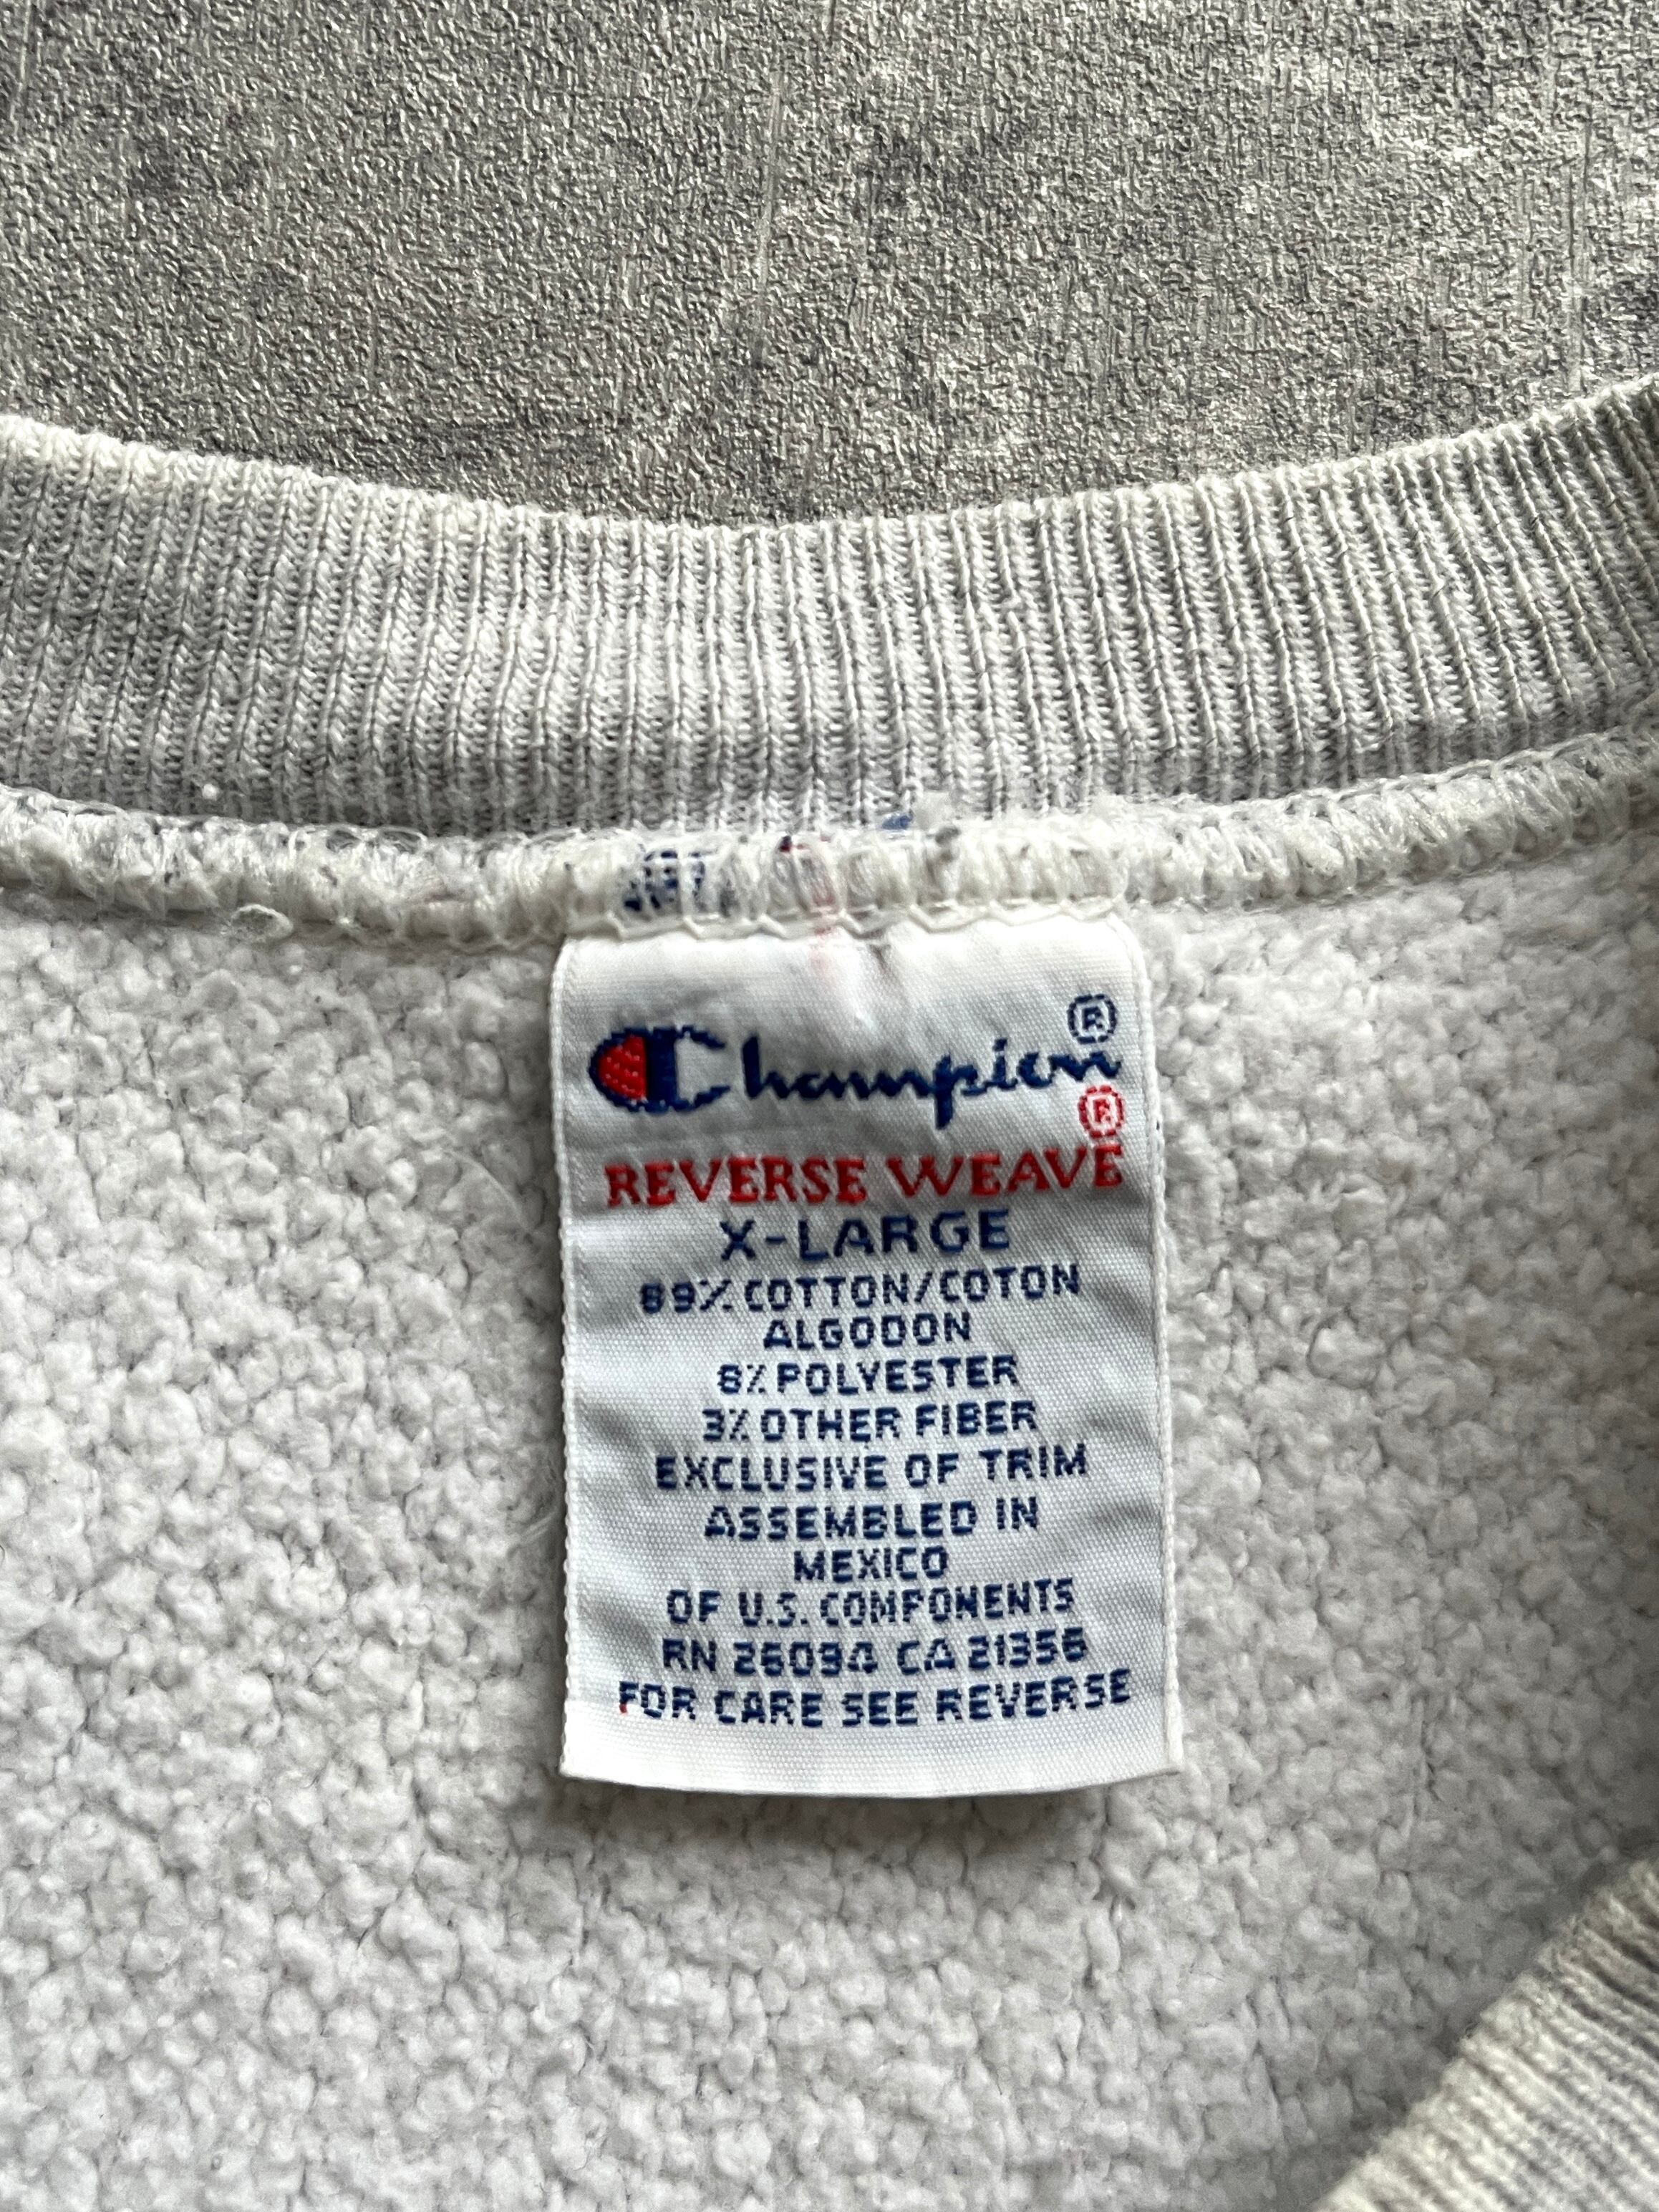 Champion®
®
REVERSE WEAVE
X-LARGE
89% COTTON/COTON
ALGODON
8% POLYESTER
3% OTHER FIBER
EXCLUSIVE OF TRIM
ASSEMBLED IN
MEXICO
OF U.S. COMPONENTS
RN 26094 CA 21356
FOR CARE SEE REVERSE